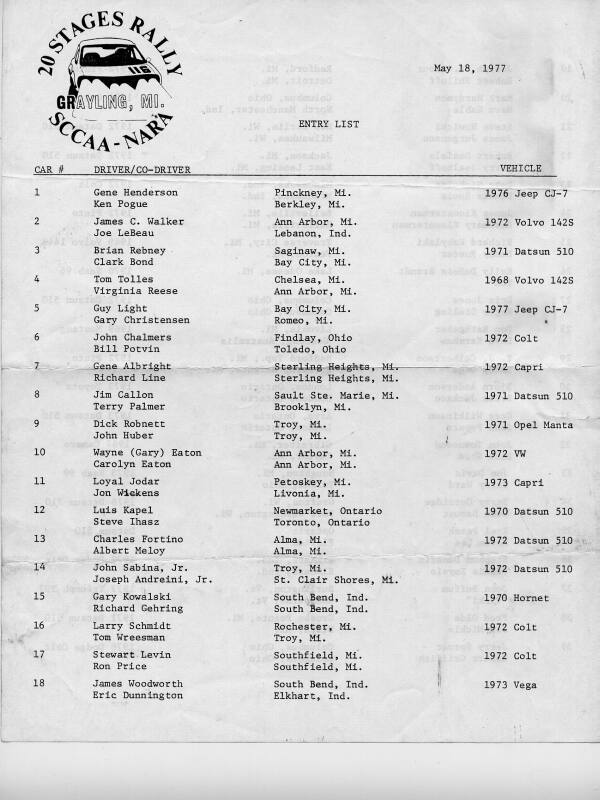 20 STAGES RALLY
116
GRAYLING, MI.
SCCAA-NARA
May 18, 1977
ENTRY LIST
CAR # DRIVER/CO-DRIVER VEHICLE
1 Gene Henderson Pinckney, Mi. 1976 Jeep CJ-7
Ken Pogue Berkley, Mi.
2 James C. Walker Ann Arbor, Mi. 1972 Volvo 142S
Joe LeBeau Lebanon, Ind.
3 Brian Rebney Saginaw, Mi. 1971 Datsun 510
Clark Bond Bay City, Mi.
4 Tom Tolles Chelsea, Mi. 1968 Volvo 142S
Virginia Reese Ann Arbor, Mi.
5 Guy Light Bay City, Mi. 1977 Jeep CJ-7
Gary Christensen Romeo, Mi.
6 John Chalmers Findlay, Ohio 1972 Colt
Bill Potvin Toledo, Ohio
7 Gene Albright Sterling Heights, Mi. 1972 Capri
Richard Line Sterling Heights, Mi.
8 Jim Callon Sault Ste. Marie, Mi. 1971 Datsun 510
Terry Palmer Brooklyn, Mi.
9 Dick Robnett Troy, Mi. 1971 Opel Manta
John Huber Troy, Mi.
10 Wayne (Gary) Eaton Ann Arbor, Mi. 1972 VW
Carolyn Eaton Ann Arbor, Mi.
11 Loyal Jodar Petoskey, Mi. 1973 Capri
Jon Wickens Livonia, Mi.
12 Luis Kapel Newmarket, Ontario 1970 Datsun 510
Steve Ihasz Toronto, Ontario
13 Charles Fortino Alma, Mi. 1972 Datsun 510
Albert Meloy Alma, Mi.
14 John Sabina, Jr. Troy, Mi. 1972 Datsun 510
Joseph Andreini, Jr. St. Clair Shores, Mi.
15 Gary Kowalski South Bend, Ind. 1970 Hornet
Richard Gehring South Bend, Ind.
16 Larry Schmidt Rochester, Mi. 1972 Colt
Tom Wreesman Troy, Mi.
17 Stewart Levin Southfield, Mi. 1972 Colt
Ron Price Southfield, Mi.
18 James Woodworth South Bend, Ind. 1973 Vega
Eric Dunnington Elkhart, Ind.